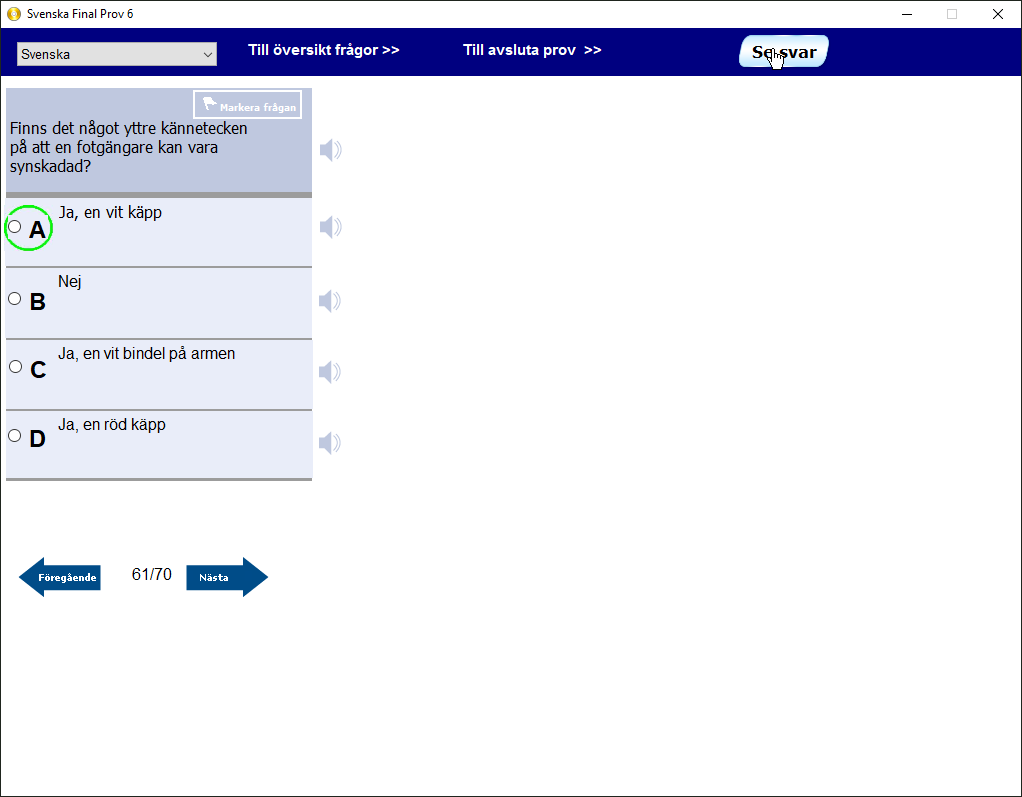 Svenska Final Prov 6
Svenska
Till översikt frågor >>
Till avsluta prov >>
Se svar
Markera frågan
Finns det något yttre kännetecken
på att en fotgängare kan vara
synskadad?
A
Ja, en vit käpp
B
Nej
C
Ja, en vit bindel på armen
D
Ja, en röd käpp
Föregående
61/70
Nästa